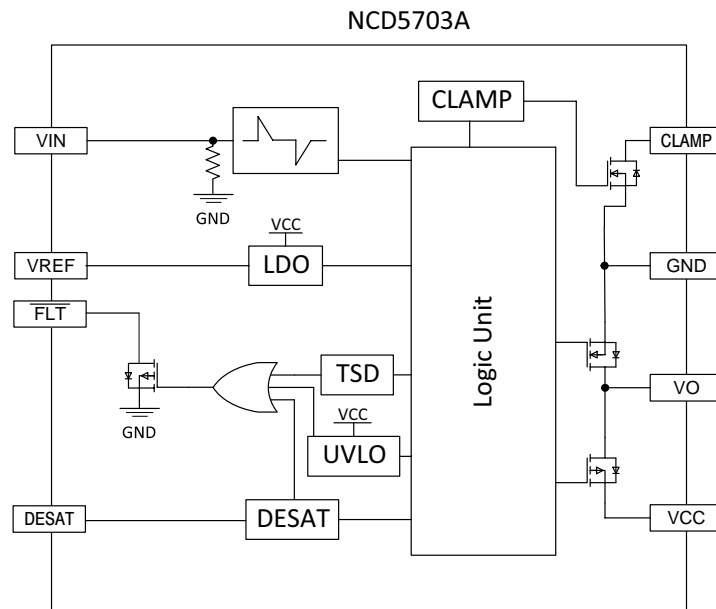 NCD5703A
CLAMP
VIN
CLAMP
GND
VCC
VREF
LDO
GND
FLT
Logic Unit
TSD
VO
VCC
GND
UVLO
DESAT
DESAT
VCC